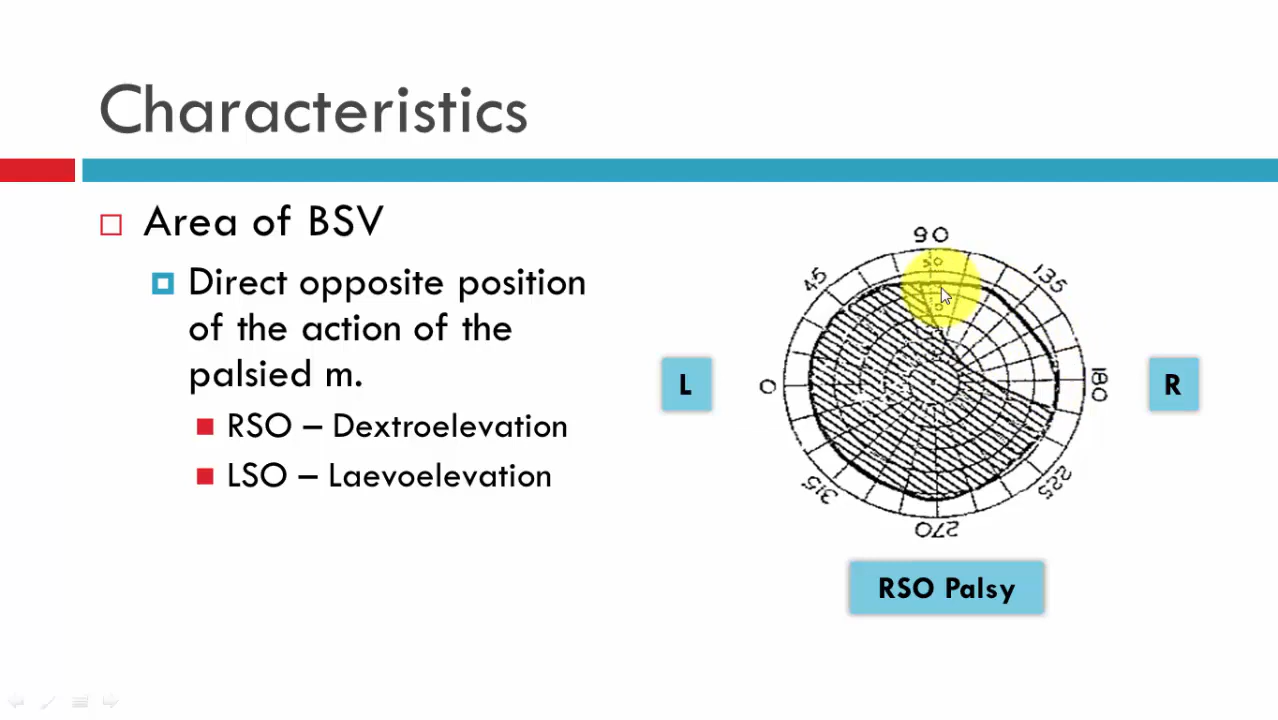 Characteristics
Area of BSV
Direct opposite position
of the action of the
palsied m.
RSO – Dextroelevation
LSO – Laevoelevation
90
45
135
L
0
180
R
315
225
270
RSO Palsy